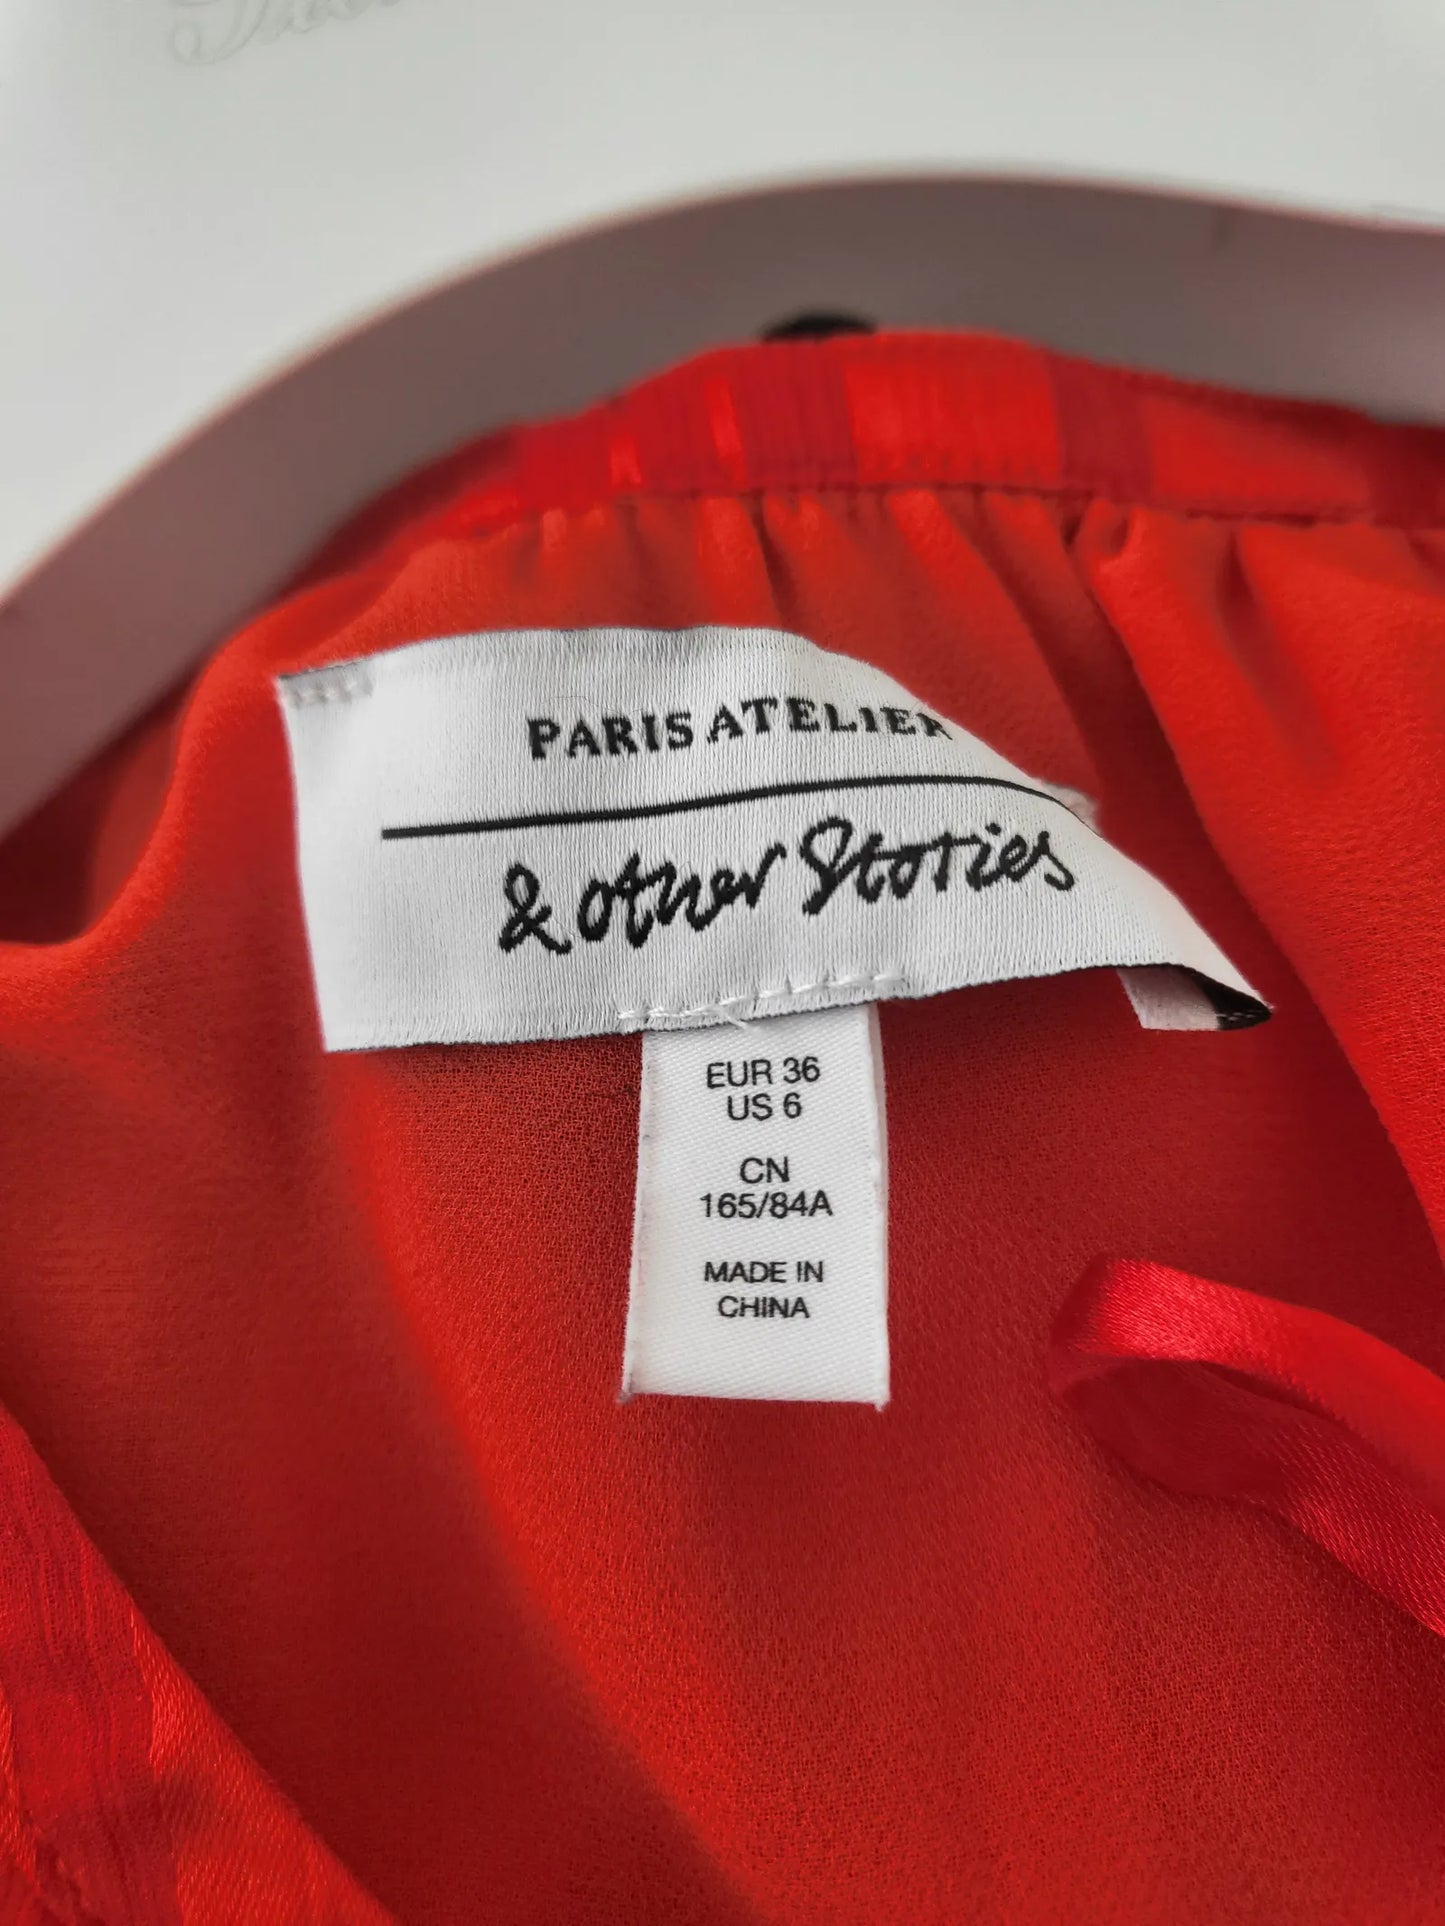 PARIS ATELIER
& other Stories
EUR 36
US 6
CN
165/84A
MADE IN
CHINA